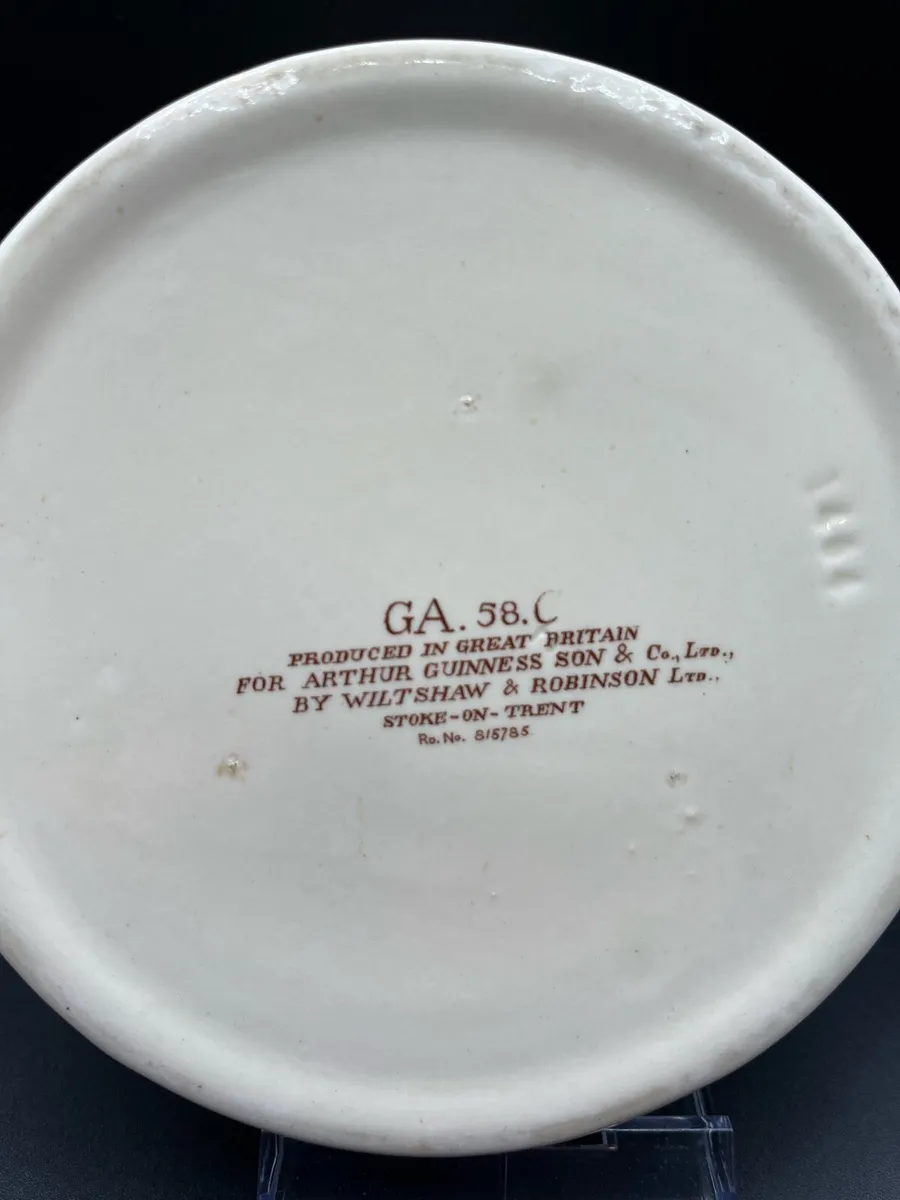 GA. 58.C
PRODUCED IN GREAT BRITAIN
FOR ARTHUR GUINNESS SON & Co., LTD.,
BY WILTSHAW & ROBINSON LTD.,
STOKE-ON-TRENT
RD. No. 815785